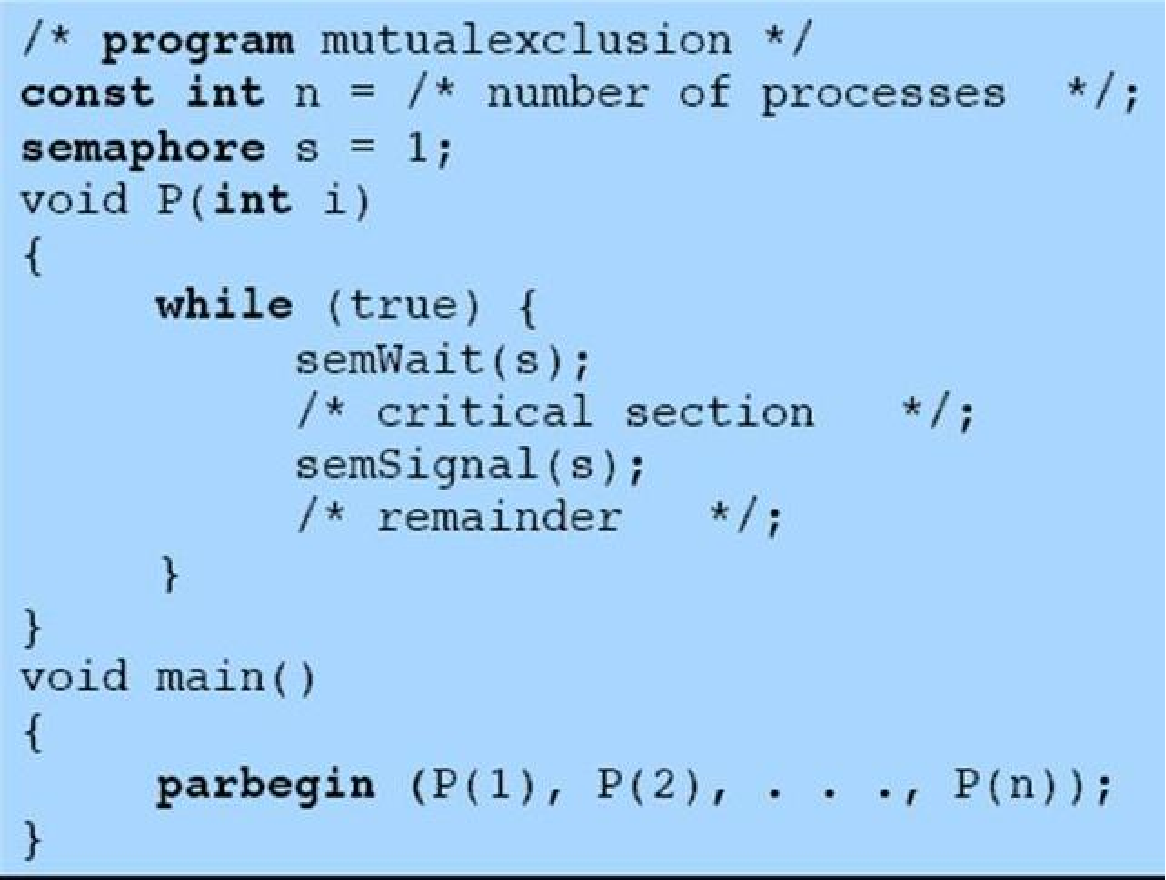 /* program mutualexclusion */
const int n = /* number of processes */;
semaphore s = 1;
void P(int i)
{
while (true) {
semWait(s);
/* critical section */;
semSignal(s);
/* remainder */;
}
}
void main()
{
parbegin (P(1), P(2), . . ., P(n));
}